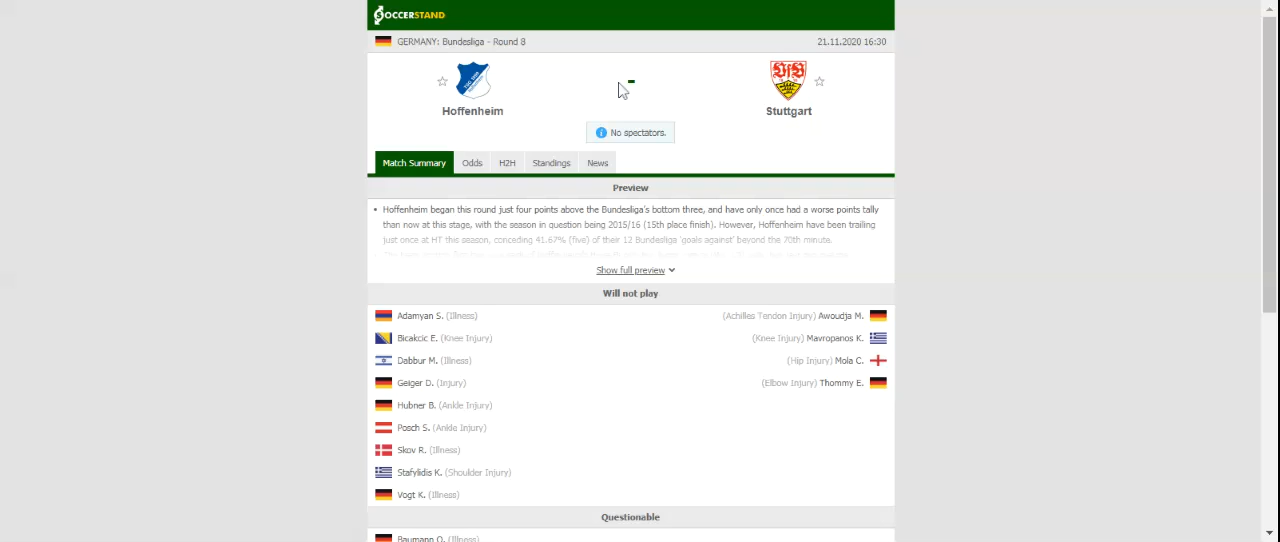 SOCCERSTAND
GERMANY: Bundesliga - Round 8 21.11.2020 16:30
-
Hoffenheim Stuttgart
No spectators.
Match Summary Odds H2H Standings News
Preview
• Hoffenheim began this round just four points above the Bundesliga's bottom three, and have only once had a worse points tally
than now at this stage, with the season in question being 2015/16 (15th place finish). However, Hoffenheim have been trailing
just once at HT this season, conceding 41.67% (five) of their 12 Bundesliga 'goals against' beyond the 70th minute.
Show full preview
Will not play
Adamyan S. (Illness) (Achilles Tendon Injury) Awoudja M.
Bicakcic E. (Knee Injury) (Knee Injury) Mavropanos K.
Dabbur M. (Illness) (Hip Injury) Mola C.
Geiger D. (Injury) (Elbow Injury) Thommy E.
Hubner B. (Ankle Injury)
Posch S. (Ankle Injury)
Skov R. (Illness)
Stafylidis K. (Shoulder Injury)
Vogt K. (Illness)
Questionable
Baumann O. (Illness)